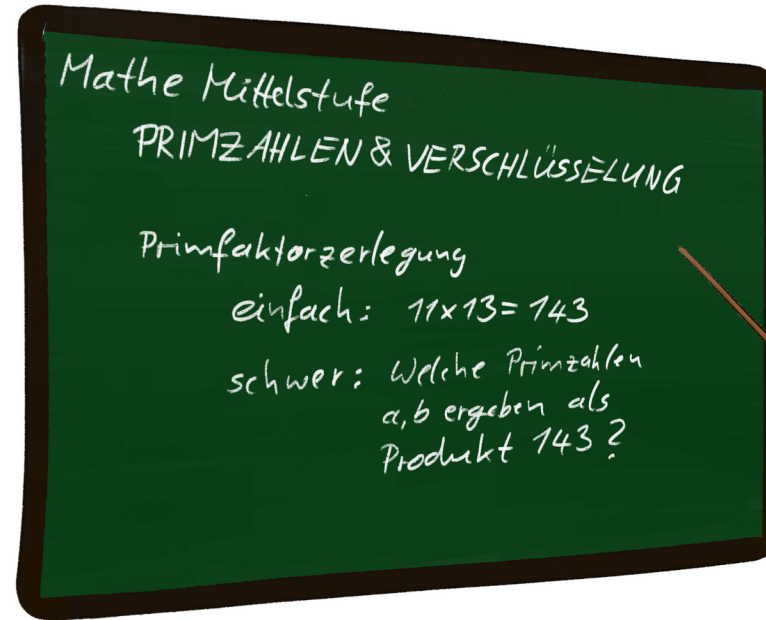 Mathe Mittelstufe
PRIMZAHLEN & VERSCHLÜSSELUNG
Primfaktorzerlegung
einfach: 11x13=143
schwer: Welche Primzahlen
a,b ergeben als
Produkt 143?